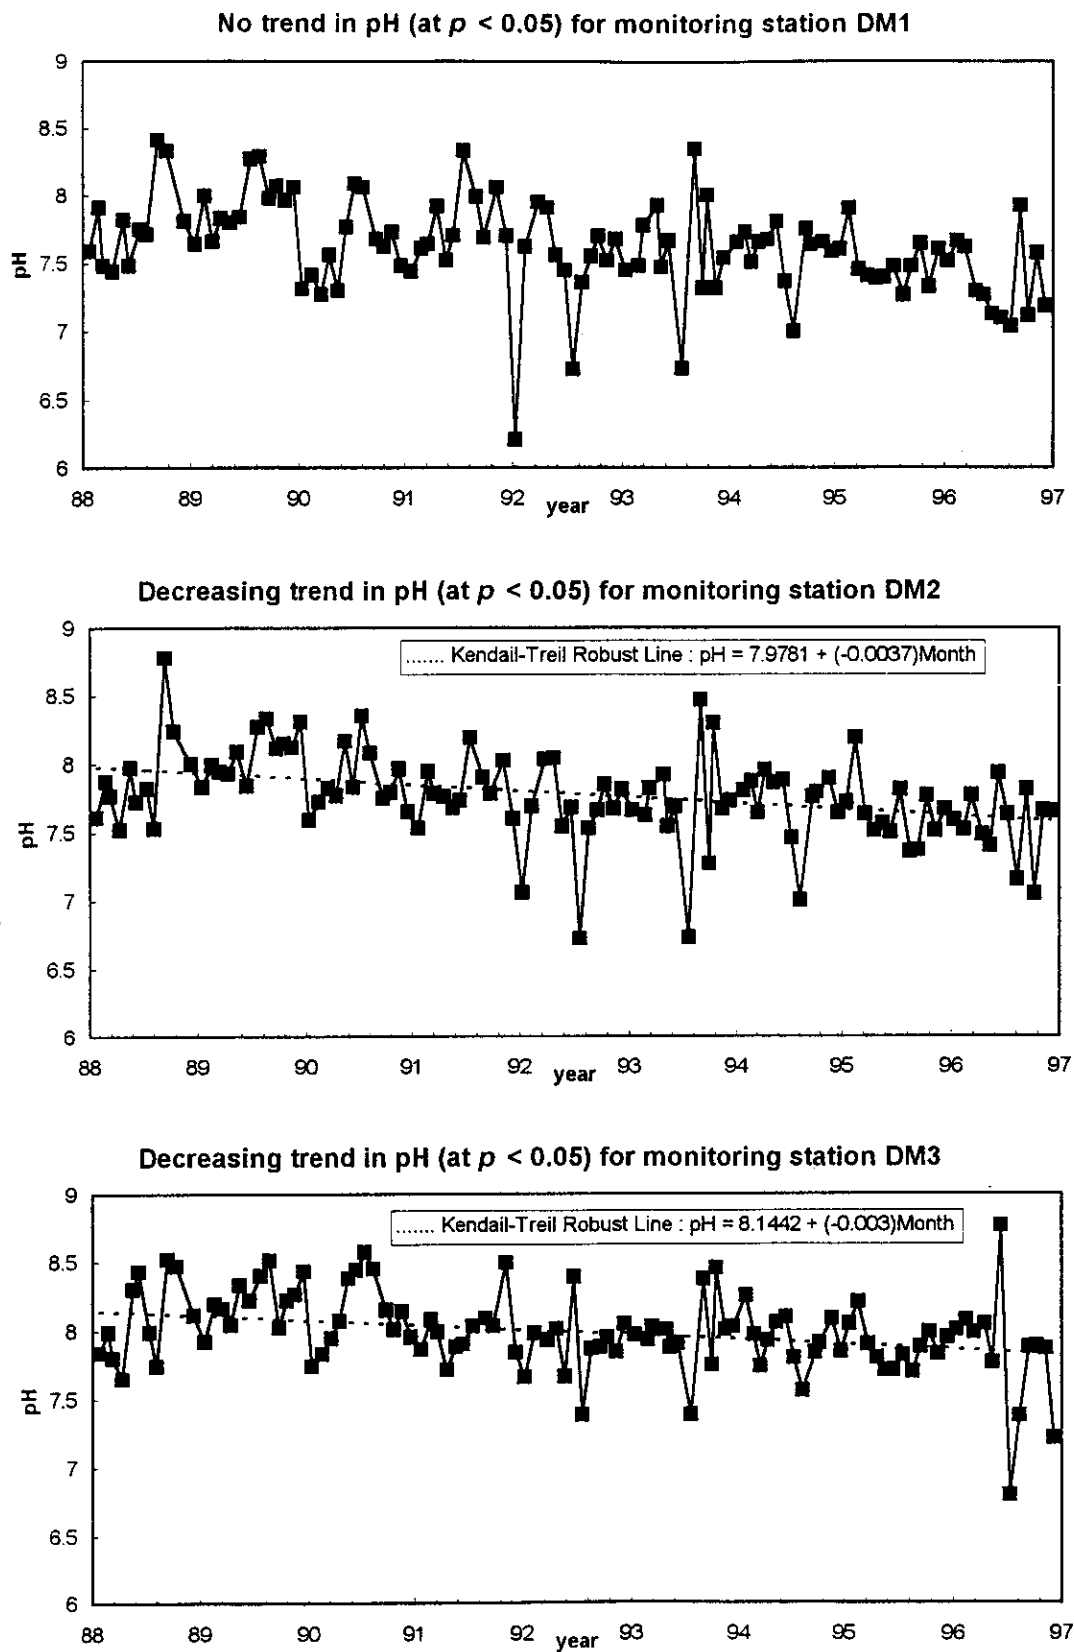 No trend in pH (at p < 0.05) for monitoring station DM1
9
8.5
8
7.5
7
6.5
6
pH
88 89 90 91 92 93 94 95 96 97
year
Decreasing trend in pH (at p < 0.05) for monitoring station DM2
....... Kendail-Treil Robust Line : pH = 7.9781 + (-0.0037)Month
9
8.5
8
7.5
7
6.5
6
pH
88 89 90 91 92 93 94 95 96 97
year
Decreasing trend in pH (at p < 0.05) for monitoring station DM3
....... Kendail-Treil Robust Line : pH = 8.1442 + (-0.003)Month
9
8.5
8
7.5
7
6.5
6
pH
88 89 90 91 92 93 94 95 96 97
year